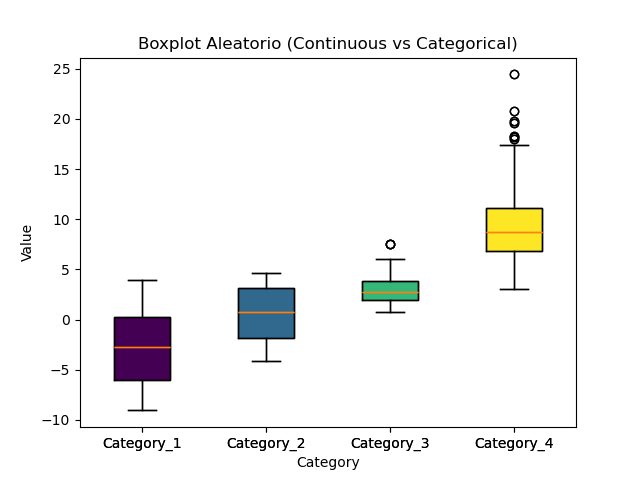 Boxplot Aleatorio (Continuous vs Categorical)
25
20
15
10
5
0
−5
−10
Value
Category_1 Category_2 Category_3 Category_4
Category